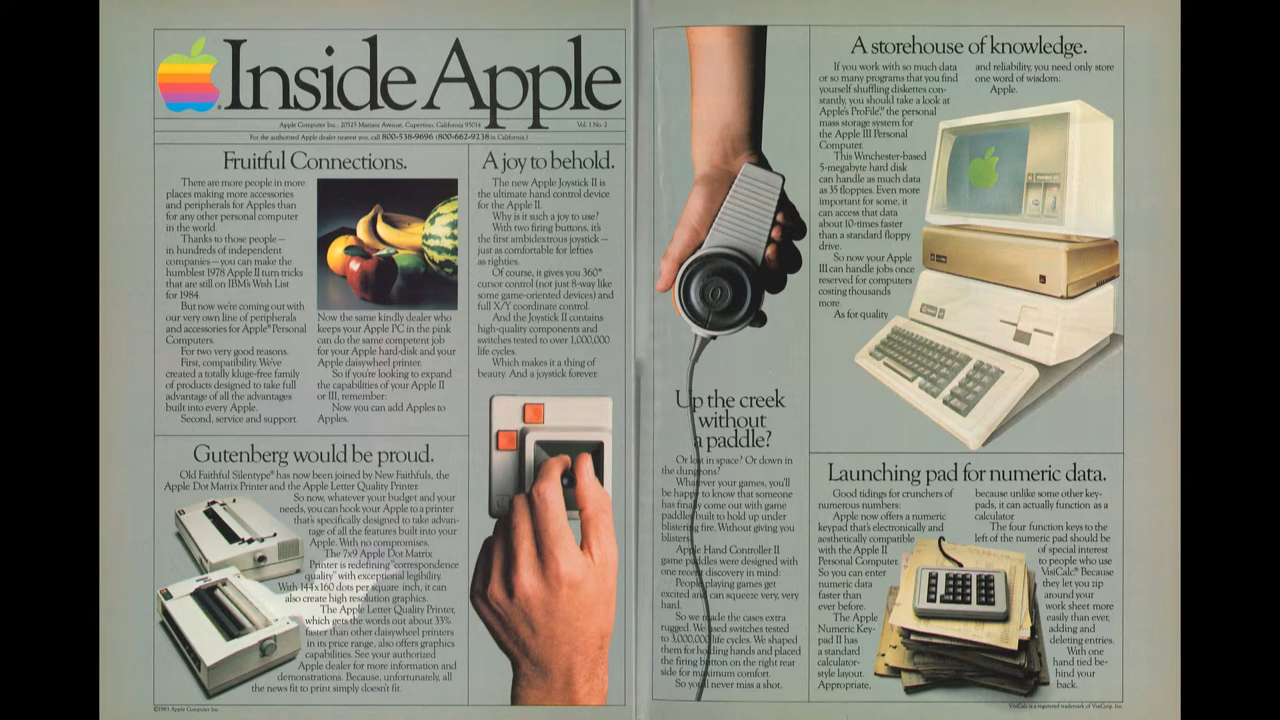 Inside Apple
Apple Computer Inc., 20525 Mariani Avenue, Cupertino, California 95014
Vol. 1 No. 2
For the authorized Apple dealer nearest you, call 800-538-9696 (800-662-9238 in California.)
Fruitful Connections.
There are more people in more
places making more accessories
and peripherals for Apples than
for any other personal computer
in the world.
Thanks to those people—
in hundreds of independent
companies—you can make the
humblest 1978 Apple II turn tricks
that are still on IBM's Wish List
for 1984.
But now we're coming out with
our very own line of peripherals
and accessories for Apple® Personal
Computers.
For two very good reasons.
First, compatibility. We've
created a totally kluge-free family
of products designed to take full
advantage of all the advantages
built into every Apple.
Second, service and support.
Now the same kindly dealer who
keeps your Apple PC in the pink
can do the same competent job
for your Apple hard-disk and your
Apple daisywheel printer.
So if you're looking to expand
the capabilities of your Apple II
or III, remember:
Now you can add Apples to
Apples.
Gutenberg would be proud.
Old Faithful Silentype® has now been joined by New Faithfuls, the
Apple Dot Matrix Printer and the Apple Letter Quality Printer.
So now, whatever your budget and your
needs, you can hook your Apple to a printer
that's specifically designed to take advan-
tage of all the features built into your
Apple. With no compromises.
The 7x9 Apple Dot Matrix
Printer is redefining "correspondence
quality" with exceptional legibility.
With 144x160 dots per square inch, it can
also create high resolution graphics.
The Apple Letter Quality Printer,
which gets the words out about 33%
faster than other daisywheel printers
in its price range, also offers graphics
capabilities. See your authorized
Apple dealer for more information and
demonstrations. Because, unfortunately, all
the news fit to print simply doesn't fit.
©1983 Apple Computer Inc.
A joy to behold.
The new Apple Joystick II is
the ultimate hand control device
for the Apple II.
Why is it such a joy to use?
With two firing buttons, it's
the first ambidextrous joystick—
just as comfortable for lefties
as righties.
Of course, it gives you 360°
cursor control (not just 8-way like
some game-oriented devices) and
full X/Y coordinate control.
And the Joystick II contains
high-quality components and
switches tested to over 1,000,000
life cycles.
Which makes it a thing of
beauty. And a joystick forever.
Up the creek
without
a paddle?
Or lost in space? Or down in
the dungeons?
Whatever your games, you'll
be happy to know that someone
has finally come out with game
paddles built to hold up under
blistering fire. Without giving you
blisters.
Apple Hand Controller II
game paddles were designed with
one recent discovery in mind:
People playing games get
excited and can squeeze very, very
hard.
So we made the cases extra
rugged. We used switches tested
to 3,000,000 life cycles. We shaped
them for holding hands and placed
the firing button on the right rear
side for maximum comfort.
So you'll never miss a shot.
A storehouse of knowledge.
If you work with so much data
or so many programs that you find
yourself shuffling diskettes con-
stantly, you should take a look at
Apple's ProFile,™ the personal
mass storage system for
the Apple III Personal
Computer.
This Winchester-based
5-megabyte hard disk
can handle as much data
as 35 floppies. Even more
important for some, it
can access that data
about 10-times faster
than a standard floppy
drive.
So now your Apple
III can handle jobs once
reserved for computers
costing thousands
more.
As for quality
and reliability, you need only store
one word of wisdom.
Apple.
Launching pad for numeric data.
Good tidings for crunchers of
numerous numbers:
Apple now offers a numeric
keypad that's electronically and
aesthetically compatible
with the Apple II
Personal Computer.
So you can enter
numeric data
faster than
ever before.
The Apple
Numeric Key-
pad II has
a standard
calculator-
style layout.
Appropriate,
because unlike some other key-
pads, it can actually function as a
calculator.
The four function keys to the
left of the numeric pad should be
of special interest
to people who use
VisiCalc.® Because
they let you zip
around your
work sheet more
easily than ever,
adding and
deleting entries.
With one
hand tied be-
hind your
back.
VisiCalc is a registered trademark of VisiCorp. Inc.